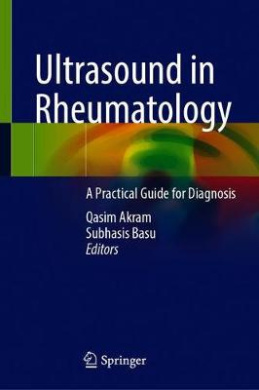 Ultrasound in
Rheumatology
A Practical Guide for Diagnosis
Qasim Akram
Subhasis Basu
Editors
Springer